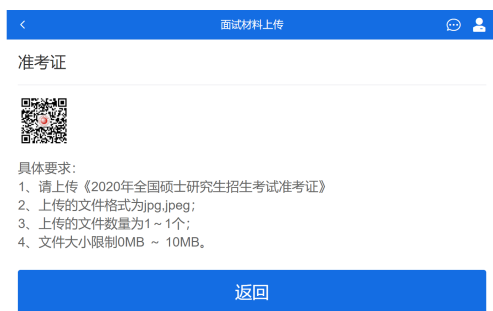 面试材料上传
准考证
具体要求：
1、请上传《2020年全国硕士研究生招生考试准考证》
2、上传的文件格式为jpg,jpeg；
3、上传的文件数量为1~1个；
4、文件大小限制0MB ~ 10MB。
返回